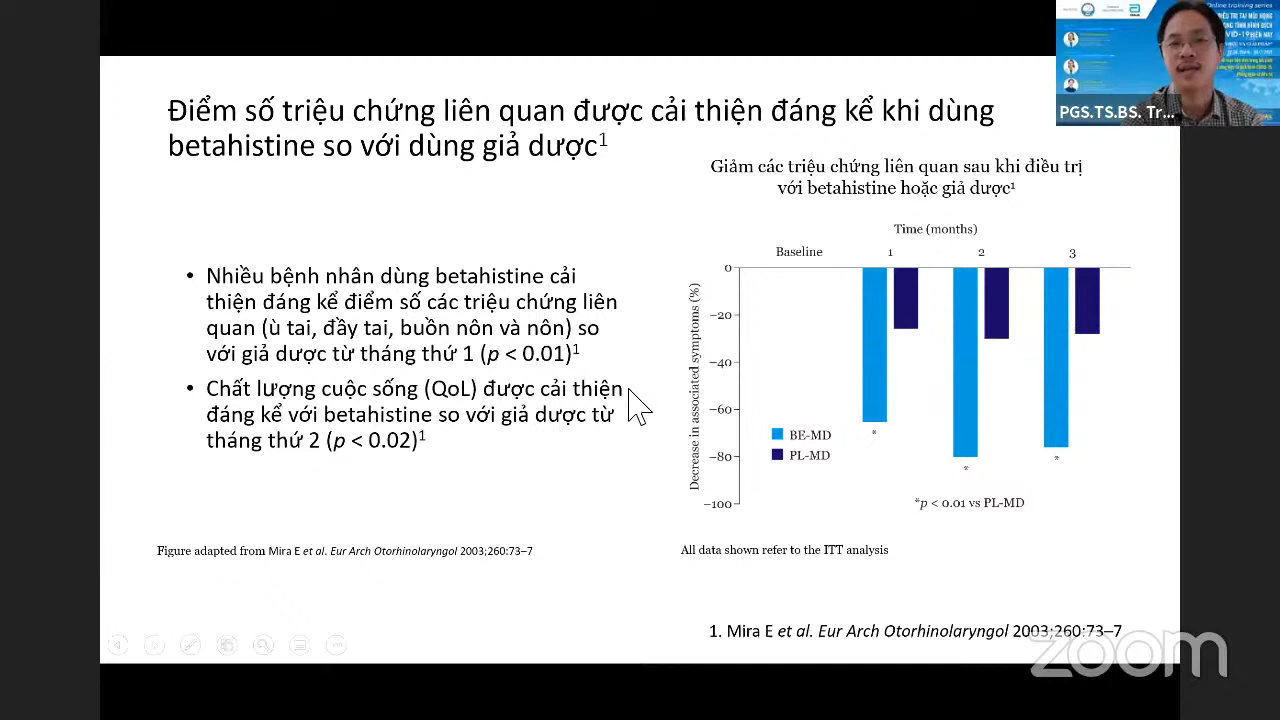 Điểm số triệu chứng liên quan được cải thiện đáng kể khi dùng
betahistine so với dùng giả dược1
Giảm các triệu chứng liên quan sau khi điều trị
với betahistine hoặc giả dược1
• Nhiều bệnh nhân dùng betahistine cải
thiện đáng kể điểm số các triệu chứng liên
quan (ù tai, đầy tai, buồn nôn và nôn) so
với giả dược từ tháng thứ 1 (p < 0.01)1
• Chất lượng cuộc sống (QoL) được cải thiện
đáng kể với betahistine so với giả dược từ
tháng thứ 2 (p < 0.02)1
Time (months)
Baseline 1 2 3
Decrease in associated symptoms (%)
0
−20
−40
−60
−80
−100
BE-MD
PL-MD
* * *
*p < 0.01 vs PL-MD
Figure adapted from Mira E et al. Eur Arch Otorhinolaryngol 2003;260:73–7
All data shown refer to the ITT analysis
1. Mira E et al. Eur Arch Otorhinolaryngol 2003;260:73–7
zoom
Online training series
PGS.TS.BS. Tr...